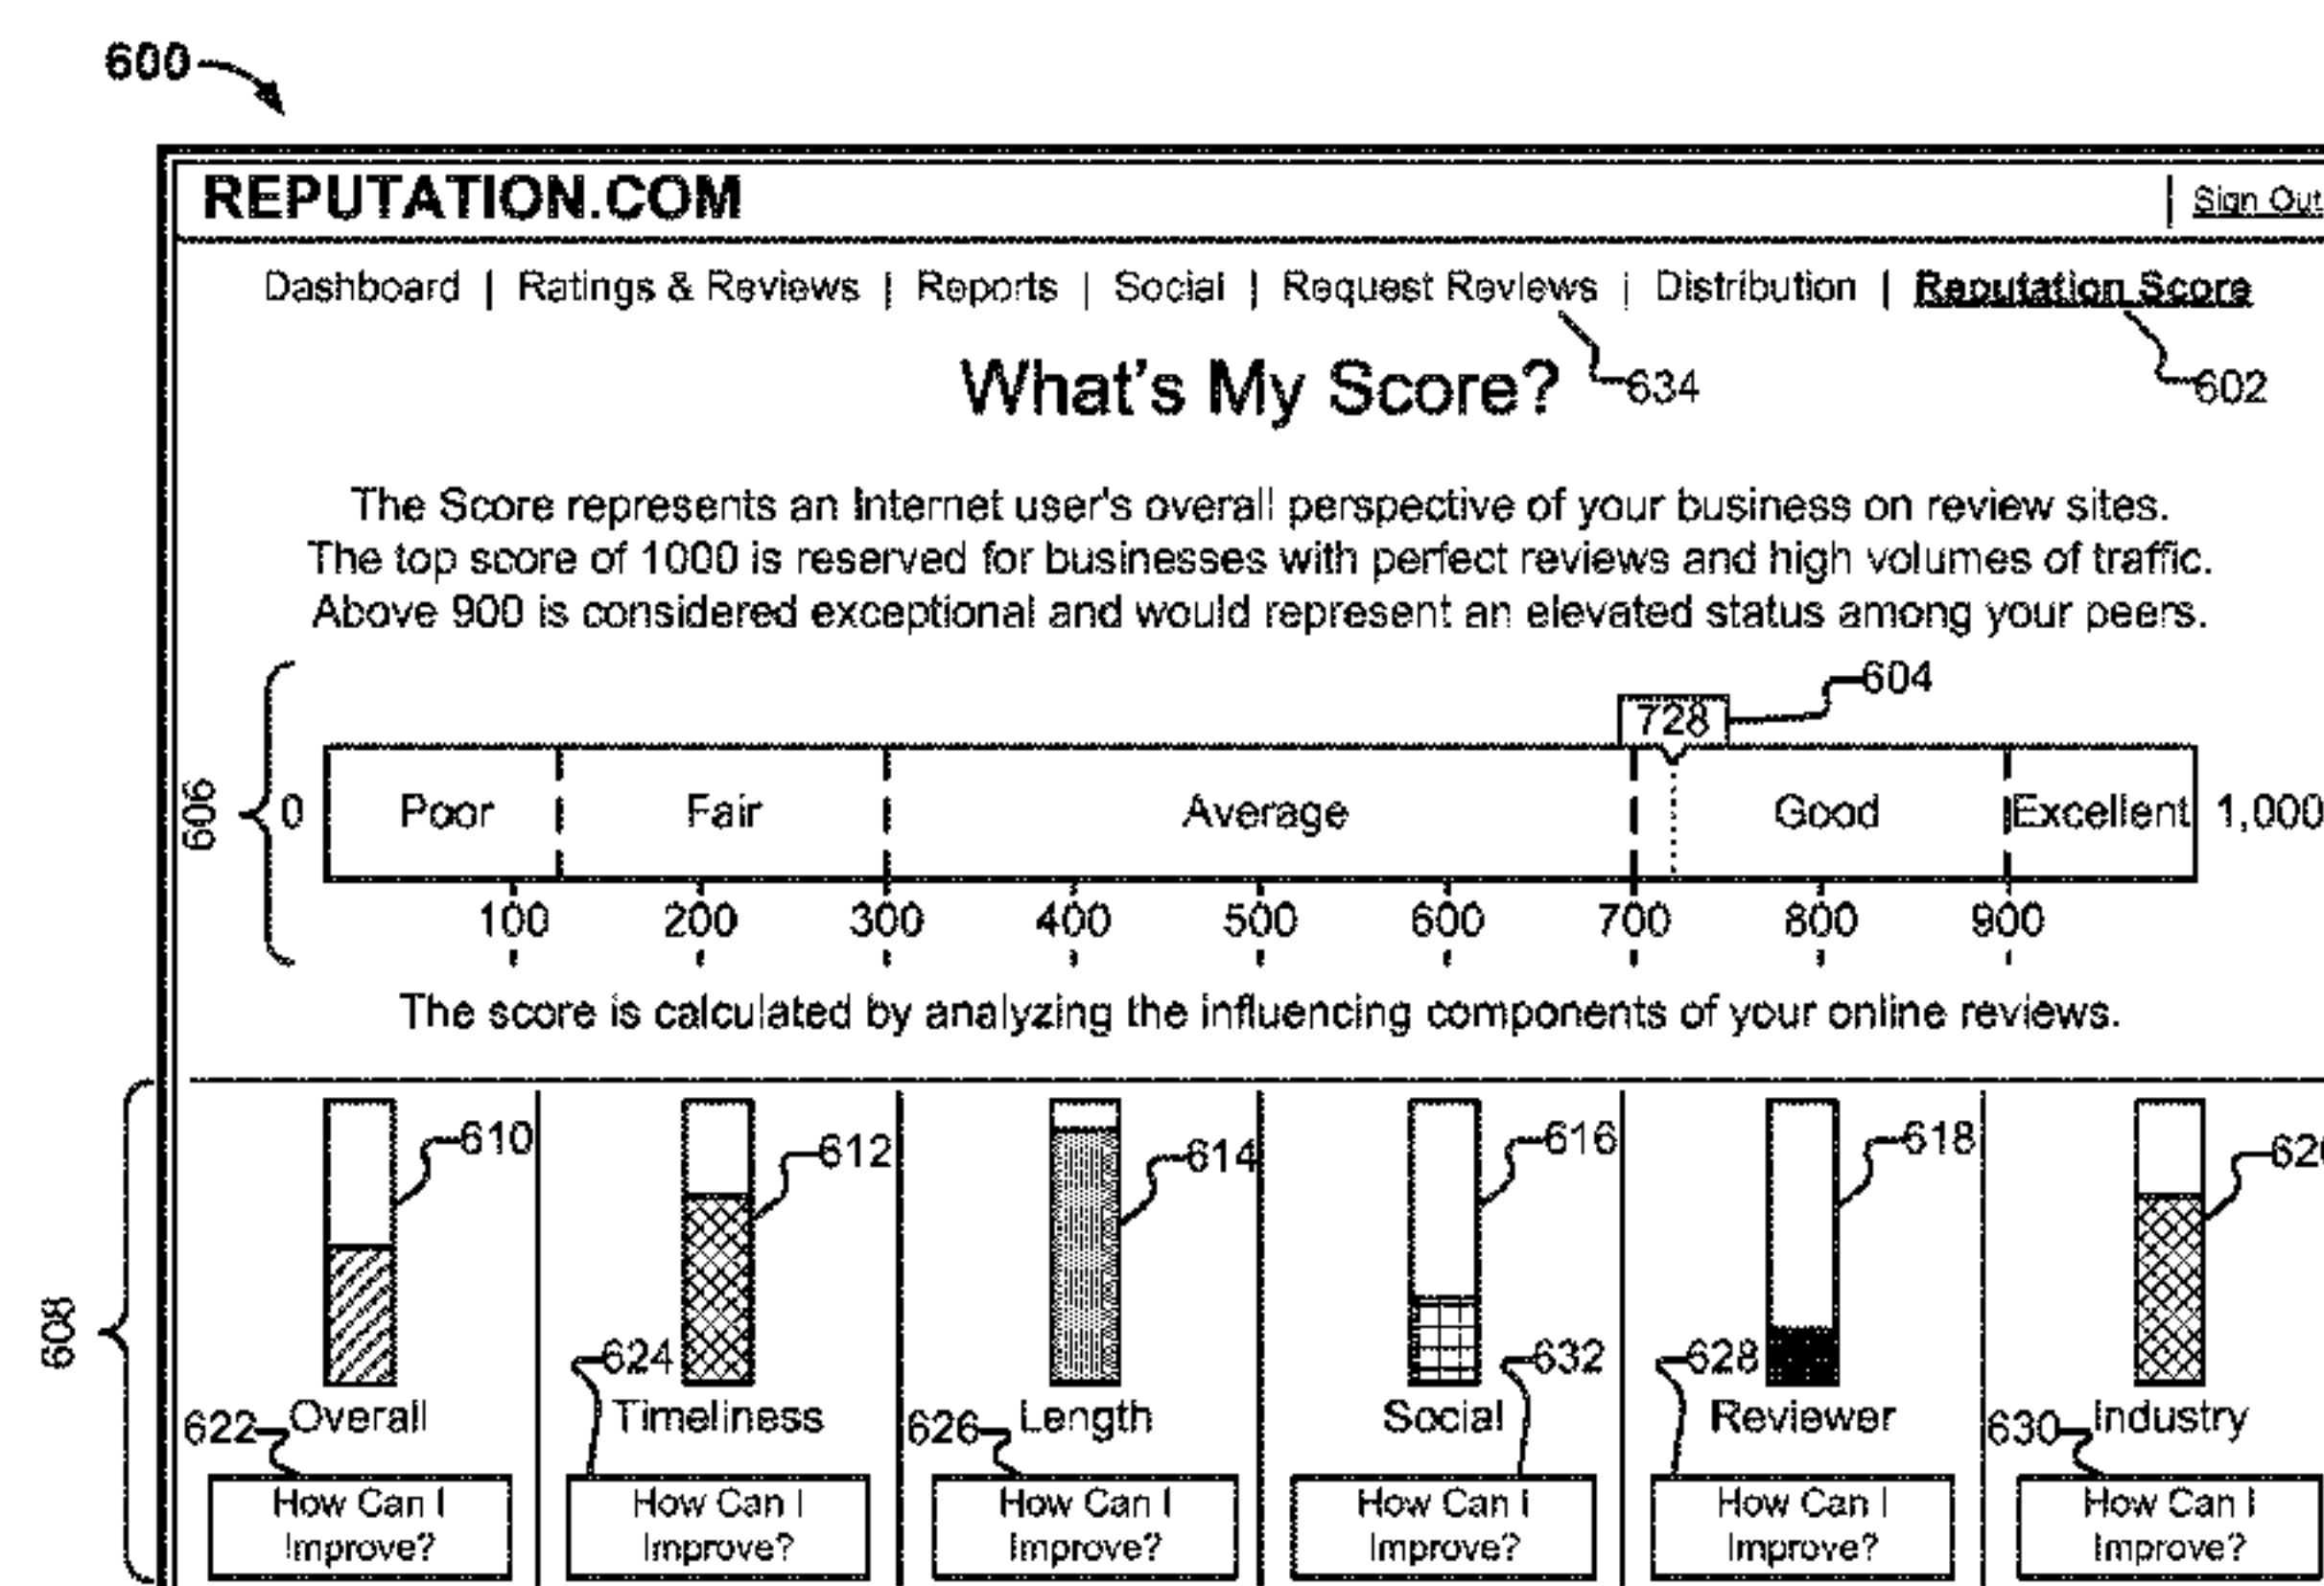 600
REPUTATION.COM | Sign Out
Dashboard | Ratings & Reviews | Reports | Social | Request Reviews | Distribution | Reputation Score
634
602
What's My Score?
The Score represents an Internet user's overall perspective of your business on review sites.
The top score of 1000 is reserved for businesses with perfect reviews and high volumes of traffic.
Above 900 is considered exceptional and would represent an elevated status among your peers.
604
728
606
0 Poor Fair Average Good Excellent 1,000
100 200 300 400 500 600 700 800 900
The score is calculated by analyzing the influencing components of your online reviews.
608
610 612 614 616 618
624 632 628
Overall Timeliness Length Social Reviewer Industry
622 626 630
How Can I How Can I How Can I How Can I How Can I How Can I
Improve? Improve? Improve? Improve? Improve? Improve?